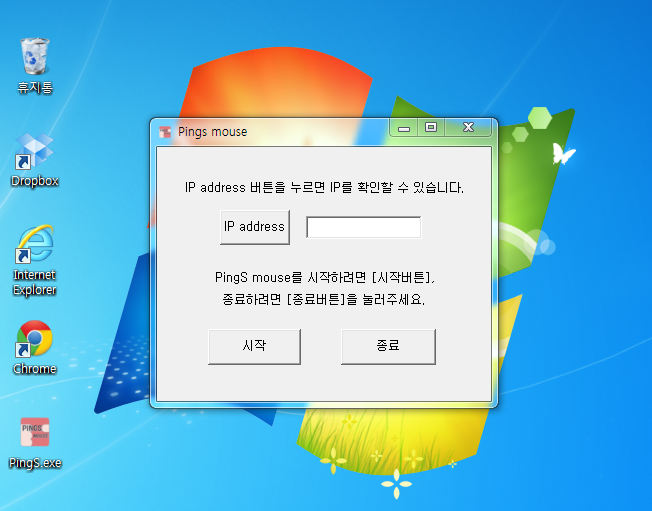 휴지통
Dropbox
Internet
Explorer
Chrome
PINGS
MOUSE
PingS.exe
Pings mouse
IP address 버튼을 누르면 IP를 확인할 수 있습니다.
IP address
PingS mouse를 시작하려면 [시작버튼],
종료하려면 [종료버튼]을 눌러주세요.
시작
종료